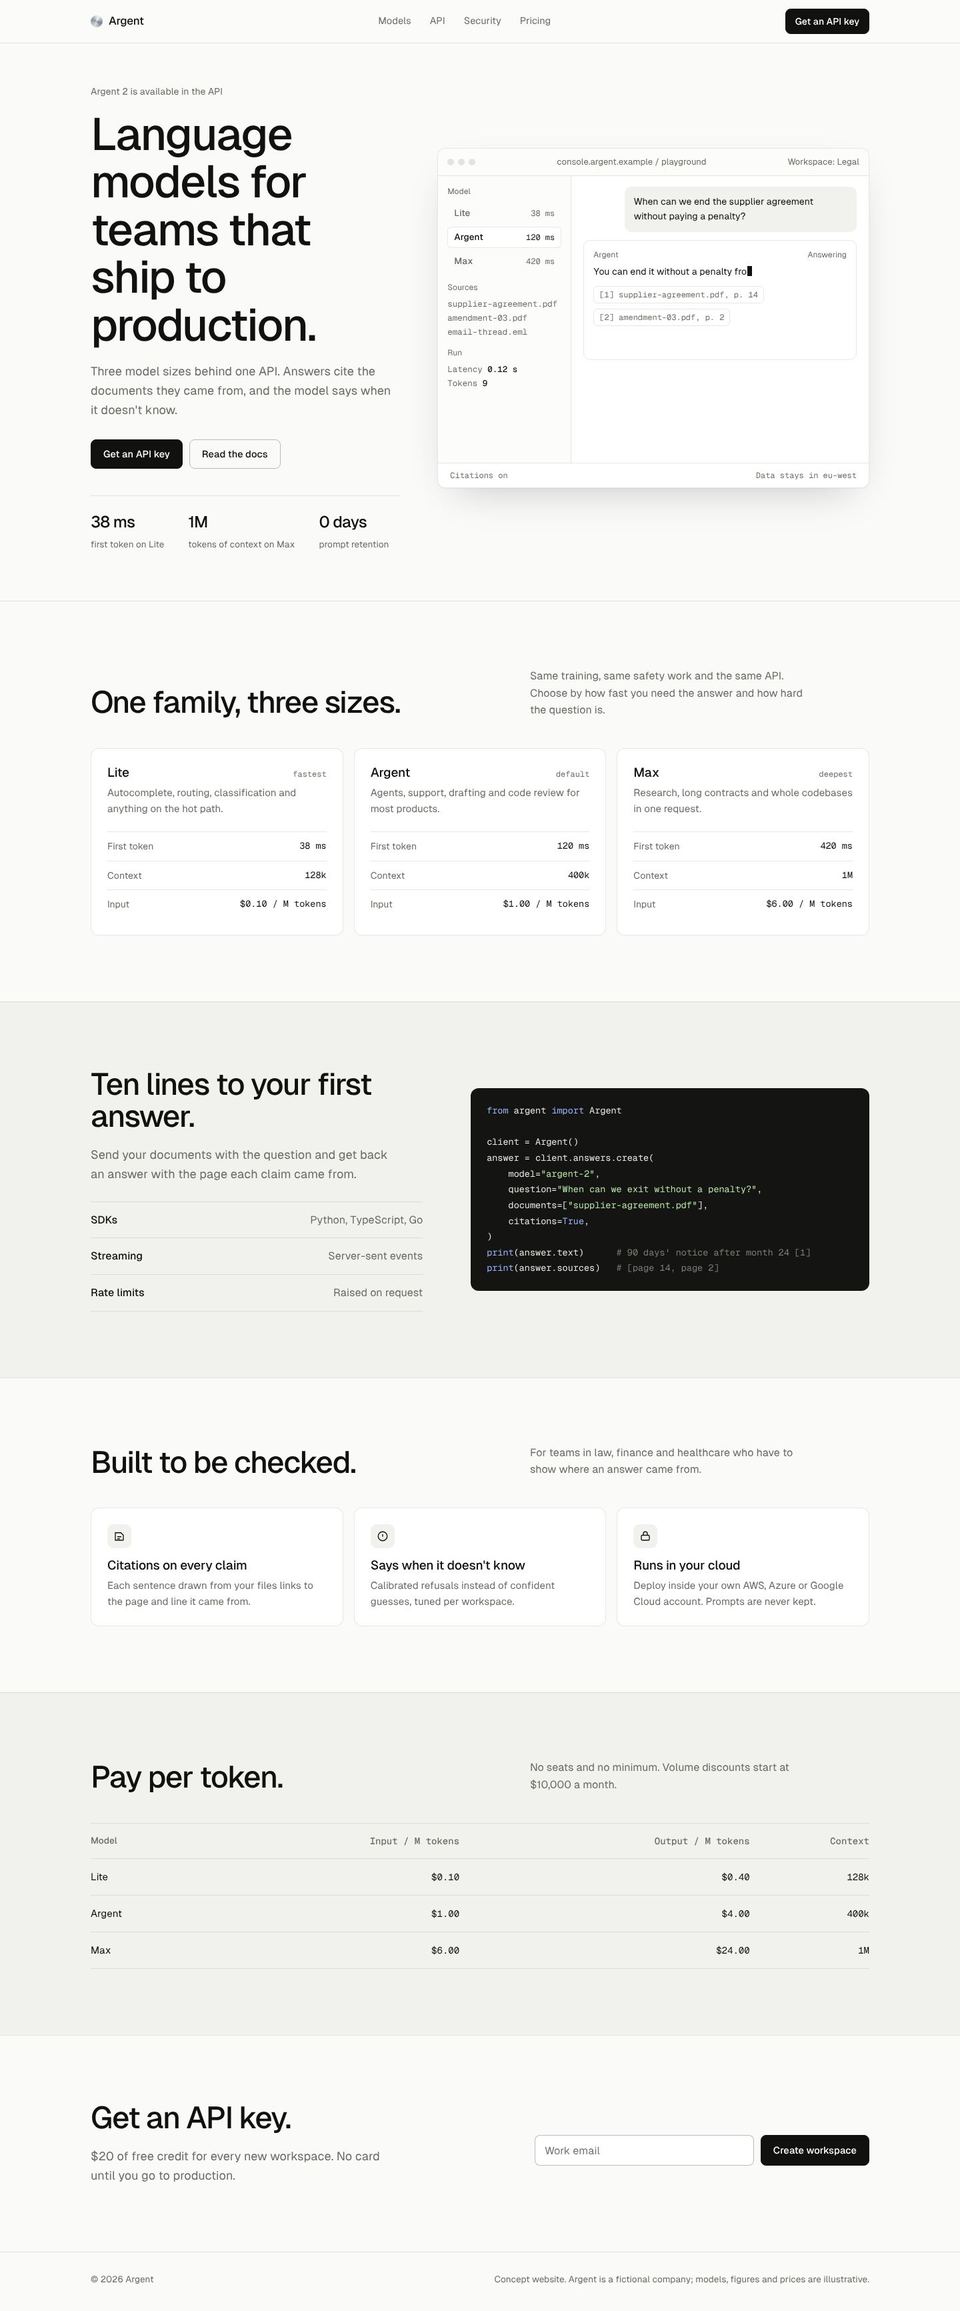 Argent
Models API Security Pricing
Get an API key
Argent 2 is available in the API
Language
models for
teams that
ship to
production.
Three model sizes behind one API. Answers cite the
documents they came from, and the model says when
it doesn't know.
Get an API key
Read the docs
38 ms
first token on Lite
1M
tokens of context on Max
0 days
prompt retention
console.argent.example / playground
Workspace: Legal
Model
Lite 38 ms
Argent 120 ms
Max 420 ms
Sources
supplier-agreement.pdf
amendment-03.pdf
email-thread.eml
Run
Latency 0.12 s
Tokens 9
When can we end the supplier agreement
without paying a penalty?
Argent Answering
You can end it without a penalty fro
[1] supplier-agreement.pdf, p. 14
[2] amendment-03.pdf, p. 2
Citations on
Data stays in eu-west
One family, three sizes.
Same training, same safety work and the same API.
Choose by how fast you need the answer and how hard
the question is.
Lite fastest
Autocomplete, routing, classification and
anything on the hot path.
First token 38 ms
Context 128k
Input $0.10 / M tokens
Argent default
Agents, support, drafting and code review for
most products.
First token 120 ms
Context 400k
Input $1.00 / M tokens
Max deepest
Research, long contracts and whole codebases
in one request.
First token 420 ms
Context 1M
Input $6.00 / M tokens
Ten lines to your first
answer.
Send your documents with the question and get back
an answer with the page each claim came from.
SDKs Python, TypeScript, Go
Streaming Server-sent events
Rate limits Raised on request
from argent import Argent
client = Argent()
answer = client.answers.create(
    model="argent-2",
    question="When can we exit without a penalty?",
    documents=["supplier-agreement.pdf"],
    citations=True,
)
print(answer.text)      # 90 days' notice after month 24 [1]
print(answer.sources)   # [page 14, page 2]
Built to be checked.
For teams in law, finance and healthcare who have to
show where an answer came from.
Citations on every claim
Each sentence drawn from your files links to
the page and line it came from.
Says when it doesn't know
Calibrated refusals instead of confident
guesses, tuned per workspace.
Runs in your cloud
Deploy inside your own AWS, Azure or Google
Cloud account. Prompts are never kept.
Pay per token.
No seats and no minimum. Volume discounts start at
$10,000 a month.
Model Input / M tokens Output / M tokens Context
Lite $0.10 $0.40 128k
Argent $1.00 $4.00 400k
Max $6.00 $24.00 1M
Get an API key.
$20 of free credit for every new workspace. No card
until you go to production.
Work email
Create workspace
© 2026 Argent
Concept website. Argent is a fictional company; models, figures and prices are illustrative.